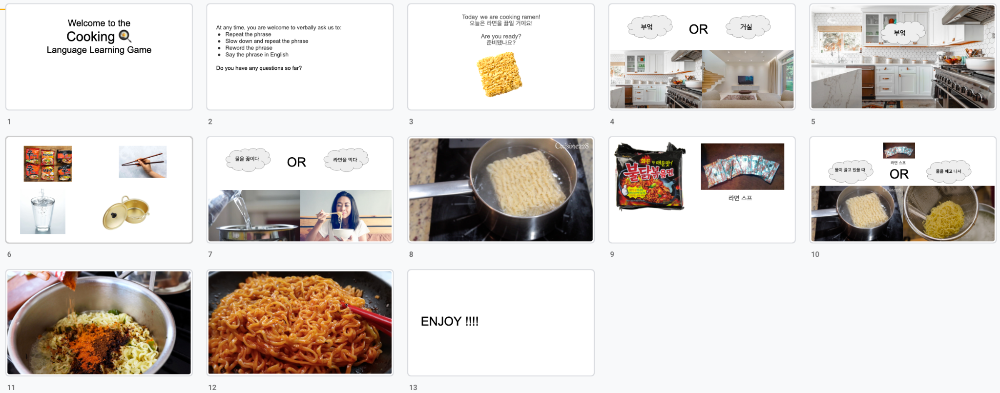 Welcome to the
Cooking
Language Learning Game
1
At any time, you are welcome to verbally ask us to:
● Repeat the phrase
● Slow down and repeat the phrase
● Reword the phrase
● Say the phrase in English
Do you have any questions so far?
2
Today we are cooking ramen!
오늘은 라면을 끓일 거예요!
Are you ready?
준비됐나요?
3
부엌
OR
거실
4
부엌
5
辛
辛
辛
6
물을 끓이다
OR
라면을 먹다
7
Cuisine228
8
화끈한 매운맛!
불닭볶음면
라면 스프
9
라면 스프
물이 끓고 있을 때
OR
물을 빼고 나서
Cuisine228
10
11
12
ENJOY !!!!
13